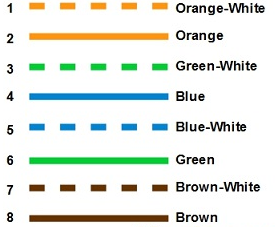 1 Orange-White
2 Orange
3 Green-White
4 Blue
5 Blue-White
6 Green
7 Brown-White
8 Brown